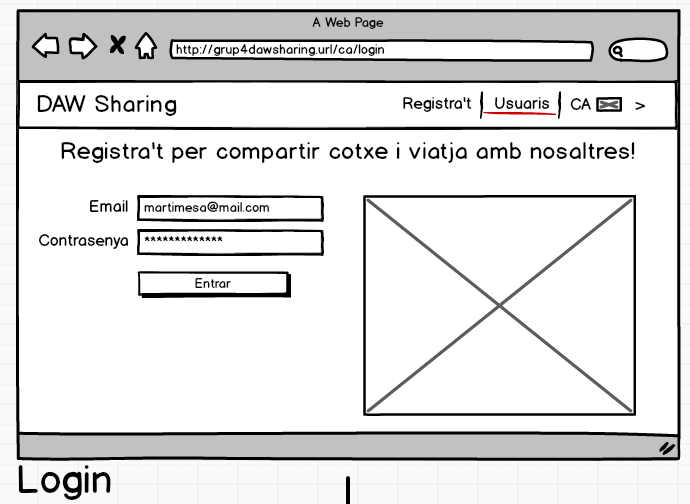 A Web Page
http://grup4dawsharing.url/ca/login
DAW Sharing
Registra't
Usuaris
CA
>
Registra't per compartir cotxe i viatja amb nosaltres!
Email
martimesa@mail.com
Contrasenya
*************
Entrar
Login